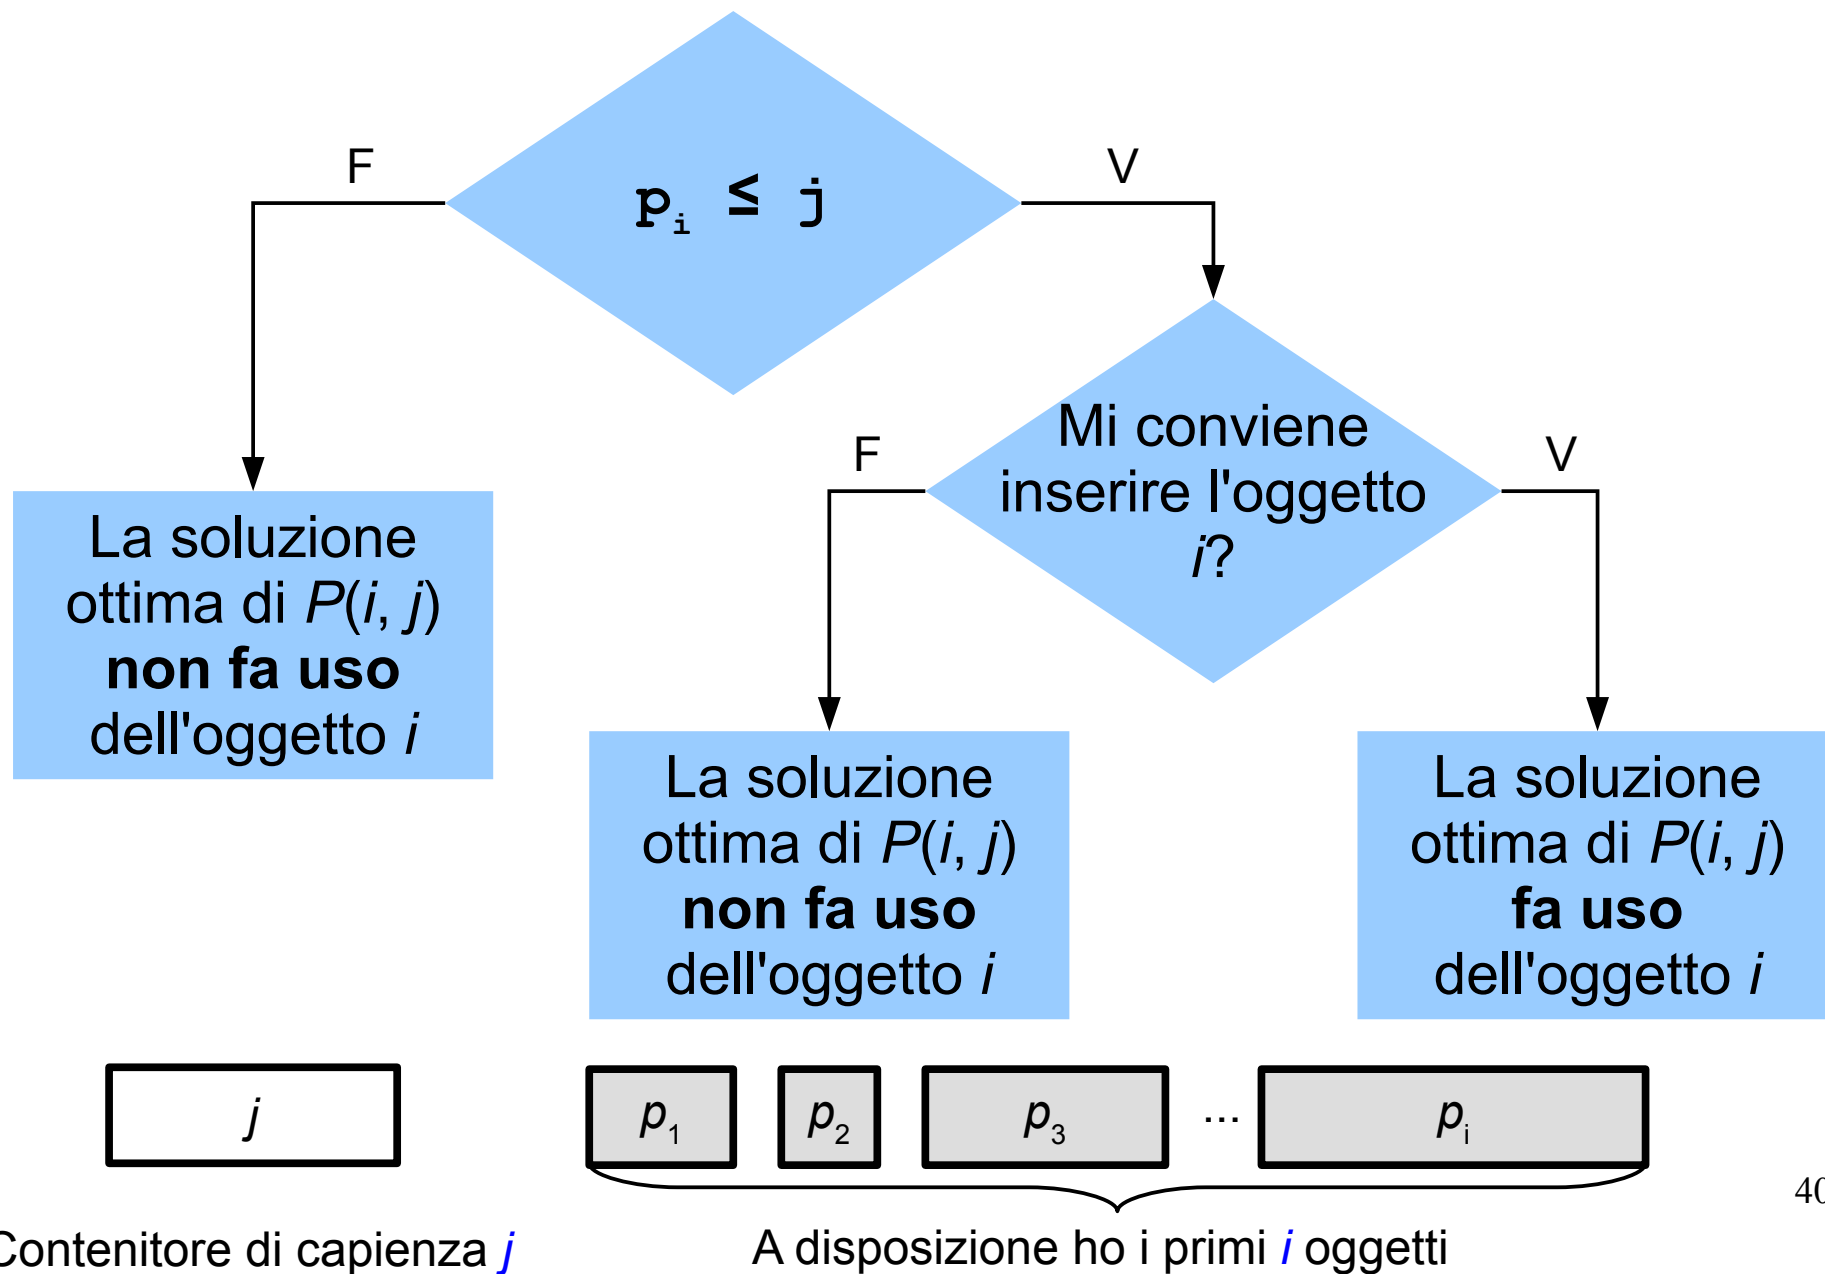 F
V
pᵢ ≤ j
Mi conviene
inserire l'oggetto
i?
F
V
La soluzione
ottima di P(i, j)
non fa uso
dell'oggetto i
La soluzione
ottima di P(i, j)
non fa uso
dell'oggetto i
La soluzione
ottima di P(i, j)
fa uso
dell'oggetto i
j
p₁ p₂ p₃ ... pᵢ
40
Contenitore di capienza j
A disposizione ho i primi i oggetti